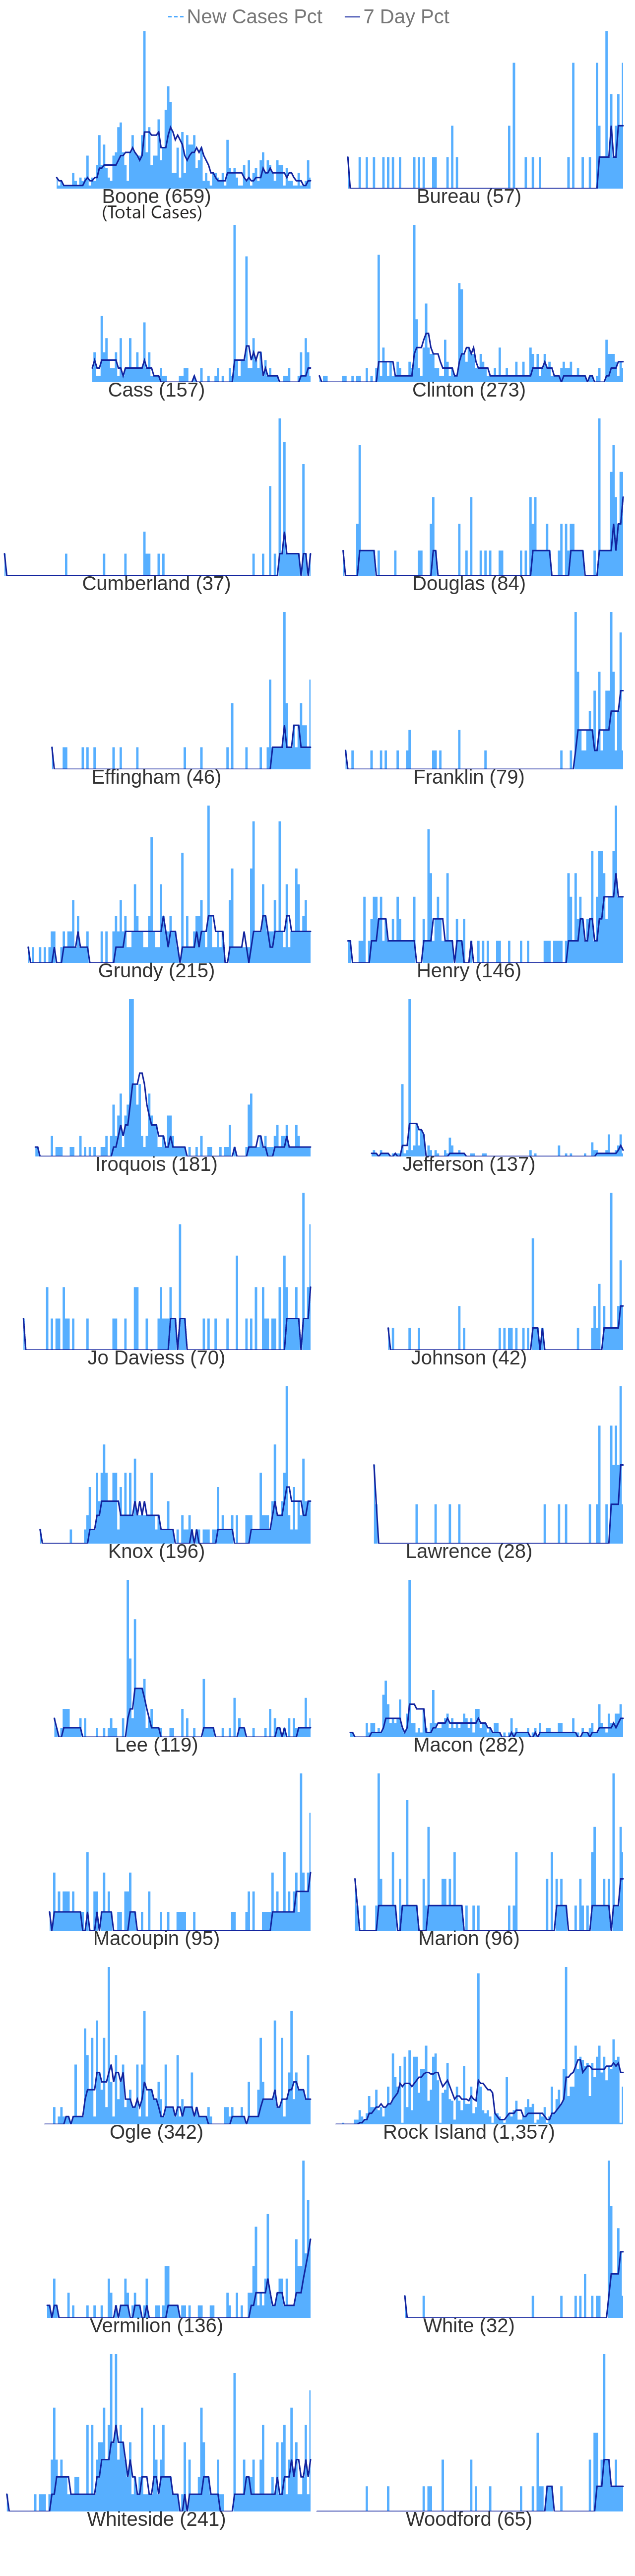 New Cases Pct 7 Day Pct
Boone (659) Bureau (57)
(Total Cases)
Cass (157) Clinton (273)
Cumberland (37) Douglas (84)
Effingham (46) Franklin (79)
Grundy (215) Henry (146)
Iroquois (181) Jefferson (137)
Jo Daviess (70) Johnson (42)
Knox (196) Lawrence (28)
Lee (119) Macon (282)
Macoupin (95) Marion (96)
Ogle (342) Rock Island (1,357)
Vermilion (136) White (32)
Whiteside (241) Woodford (65)